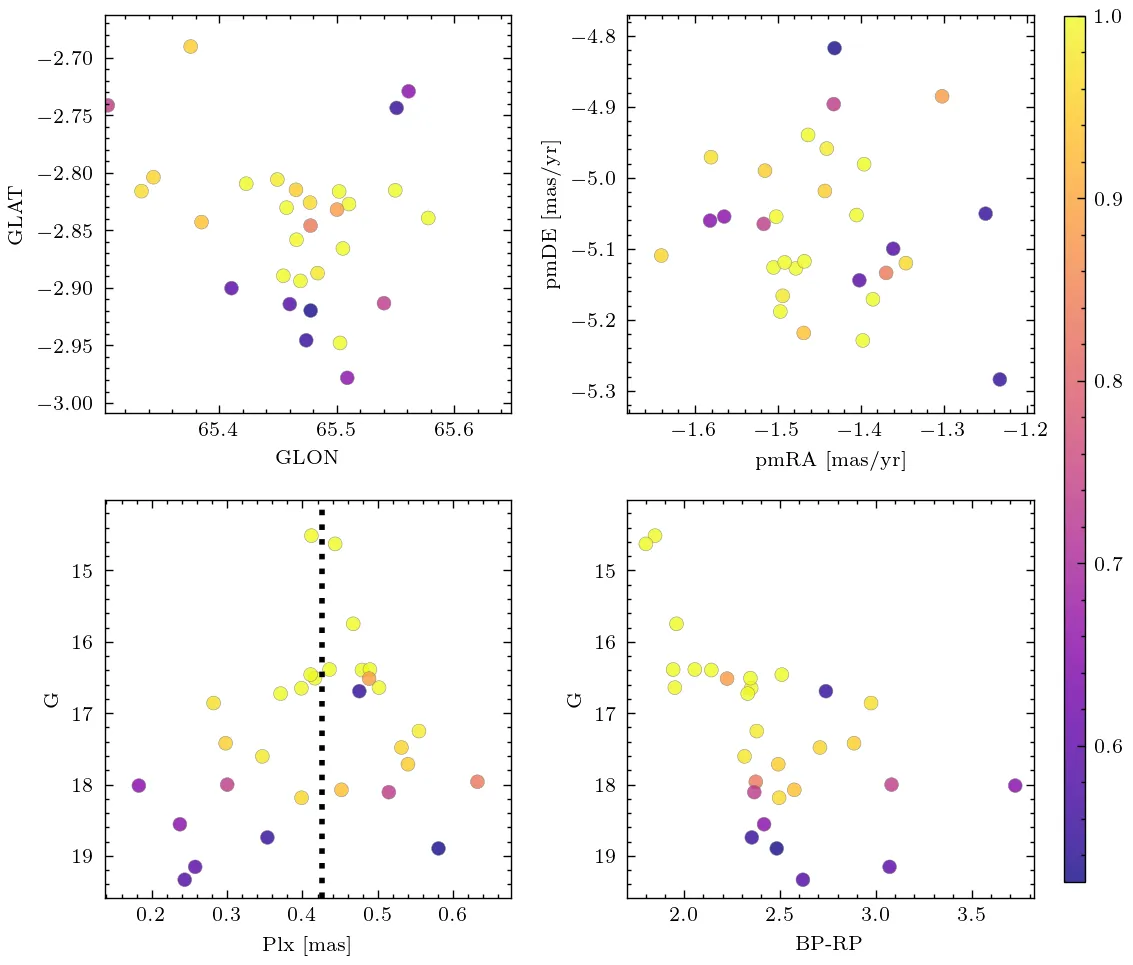 −2.70
−2.75
−2.80
−2.85
−2.90
−2.95
−3.00
GLAT
65.4 65.5 65.6
GLON
−4.8
−4.9
−5.0
−5.1
−5.2
−5.3
pmDE [mas/yr]
−1.6 −1.5 −1.4 −1.3 −1.2
pmRA [mas/yr]
1.0
0.9
0.8
0.7
0.6
15
16
17
18
19
G
0.2 0.3 0.4 0.5 0.6
Plx [mas]
15
16
17
18
19
G
2.0 2.5 3.0 3.5
BP-RP